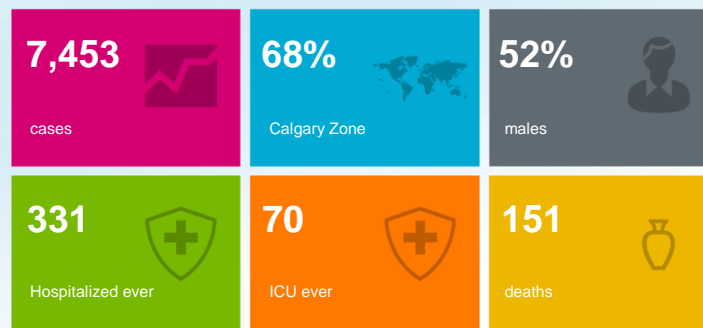 7,453
cases
68%
Calgary Zone
52%
males
331
Hospitalized ever
70
ICU ever
151
deaths